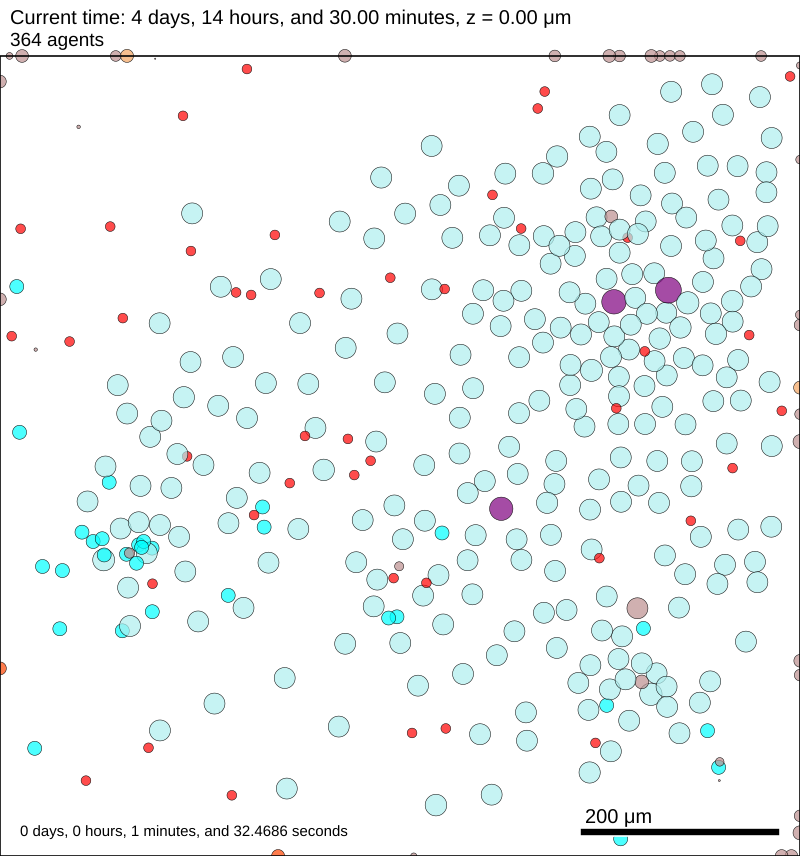 Current time: 4 days, 14 hours, and 30.00 minutes, z = 0.00 μm
364 agents
200 μm
0 days, 0 hours, 1 minutes, and 32.4686 seconds